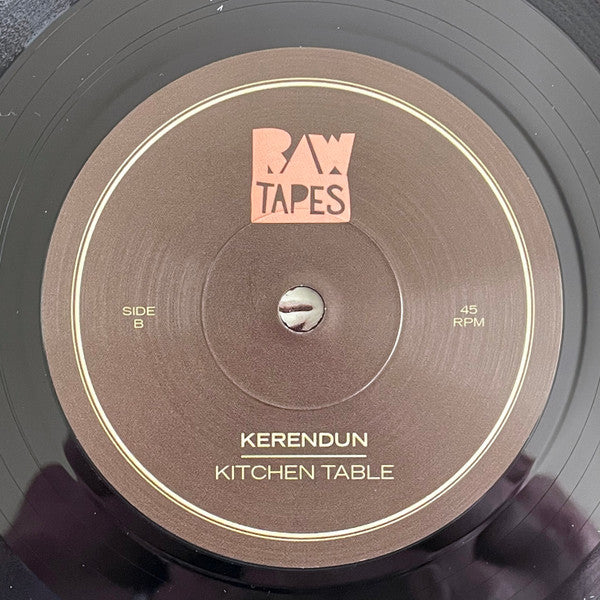 RAW
TAPES
SIDE
B
45
RPM
KERENDUN
KITCHEN TABLE